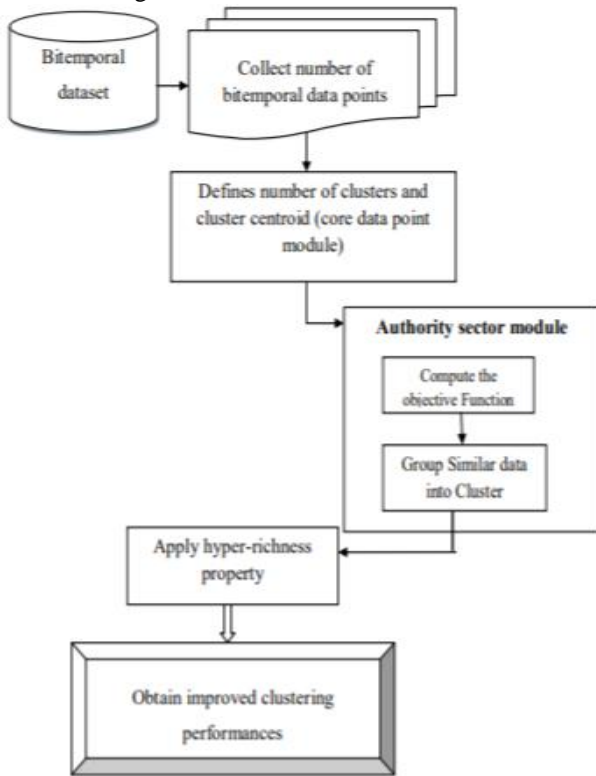 Bitemporal
dataset
Collect number of
bitemporal data points
Defines number of clusters and
cluster centroid (core data point
module)
Authority sector module
Compute the
objective Function
Group Similar data
into Cluster
Apply hyper-richness
property
Obtain improved clustering
performances